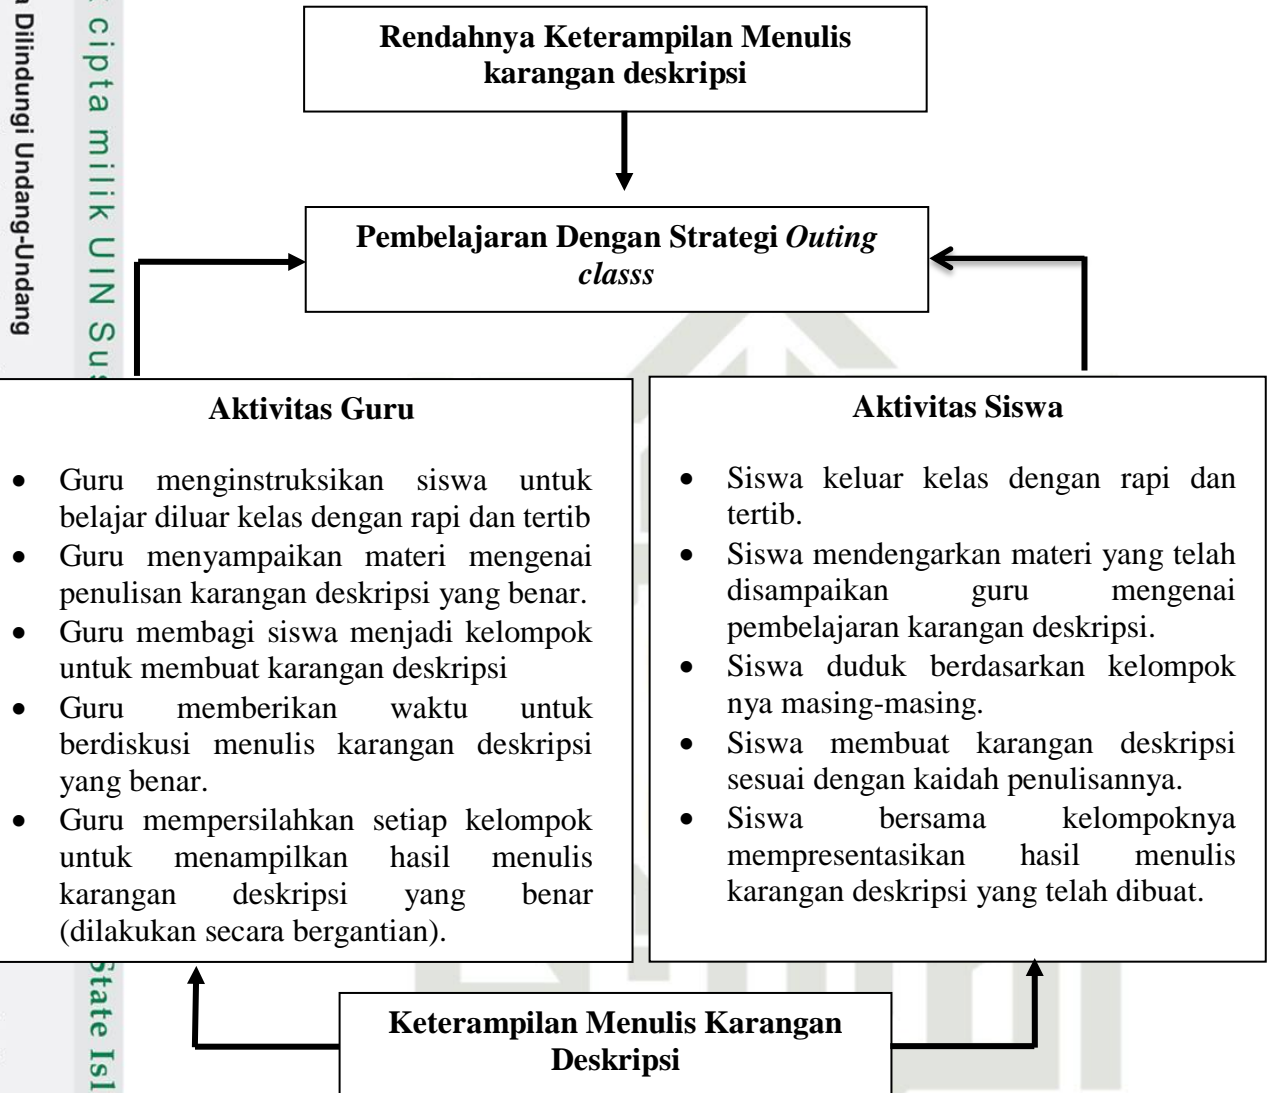 Rendahnya Keterampilan Menulis
karangan deskripsi
Pembelajaran Dengan Strategi Outing
classs
Aktivitas Guru
• Guru menginstruksikan siswa untuk
belajar diluar kelas dengan rapi dan tertib
• Guru menyampaikan materi mengenai
penulisan karangan deskripsi yang benar.
• Guru membagi siswa menjadi kelompok
untuk membuat karangan deskripsi
• Guru memberikan waktu untuk
berdiskusi menulis karangan deskripsi
yang benar.
• Guru mempersilahkan setiap kelompok
untuk menampilkan hasil menulis
karangan deskripsi yang benar
(dilakukan secara bergantian).
Aktivitas Siswa
• Siswa keluar kelas dengan rapi dan
tertib.
• Siswa mendengarkan materi yang telah
disampaikan guru mengenai
pembelajaran karangan deskripsi.
• Siswa duduk berdasarkan kelompok
nya masing-masing.
• Siswa membuat karangan deskripsi
sesuai dengan kaidah penulisannya.
• Siswa bersama kelompoknya
mempresentasikan hasil menulis
karangan deskripsi yang telah dibuat.
Keterampilan Menulis Karangan
Deskripsi
Dilindungi Undang-Undang
cipta milik UIN Sus
State Isl